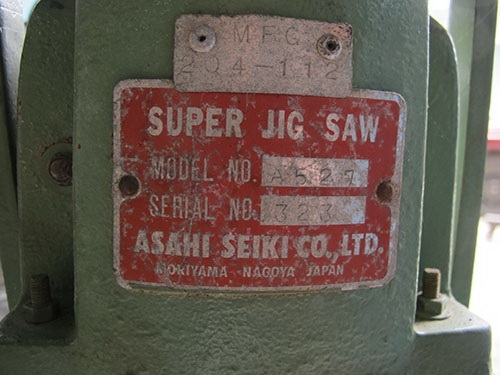 MFG
204-112
SUPER JIG SAW
MODEL NO. A527
SERIAL NO. 323
ASAHI SEIKI CO.,LTD.
MORIYAMA NAGOYA JAPAN